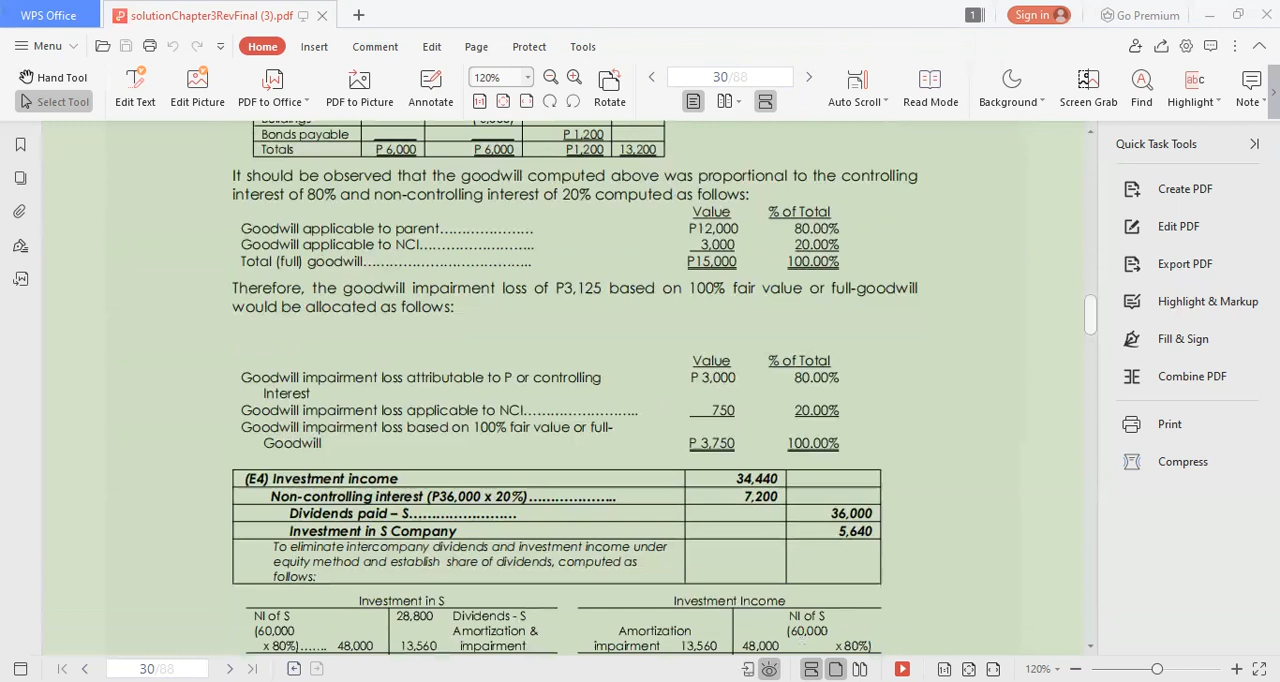 WPS Office
solutionChapter3RevFinal (3).pdf
1
Sign in
Go Premium
Menu
Home
Insert
Comment
Edit
Page
Protect
Tools
Hand Tool
Select Tool
Edit Text
Edit Picture
PDF to Office
PDF to Picture
Annotate
120%
Rotate
30/88
Auto Scroll
Read Mode
Background
Screen Grab
Find
Highlight
Note
Bonds payable P 1,200
Totals P 6,000 P 6,000 P1,200 13,200
It should be observed that the goodwill computed above was proportional to the controlling
interest of 80% and non-controlling interest of 20% computed as follows:
Value % of Total
Goodwill applicable to parent………………… P12,000 80.00%
Goodwill applicable to NCI…………………….. 3,000 20.00%
Total (full) goodwill……………………………….. P15,000 100.00%
Therefore, the goodwill impairment loss of P3,125 based on 100% fair value or full-goodwill
would be allocated as follows:
Value % of Total
Goodwill impairment loss attributable to P or controlling P 3,000 80.00%
Interest
Goodwill impairment loss applicable to NCI…………………….. 750 20.00%
Goodwill impairment loss based on 100% fair value or full-
Goodwill P 3,750 100.00%
(E4) Investment income 34,440
Non-controlling interest (P36,000 x 20%)……………….. 7,200
Dividends paid – S…………………… 36,000
Investment in S Company 5,640
To eliminate intercompany dividends and investment income under
equity method and establish share of dividends, computed as
follows:
Investment in S Investment Income
NI of S 28,800 Dividends - S NI of S
(60,000 Amortization & Amortization (60,000
x 80%)……. 48,000 13,560 impairment impairment 13,560 48,000 x 80%)
Quick Task Tools
Create PDF
Edit PDF
Export PDF
Highlight & Markup
Fill & Sign
Combine PDF
Print
Compress
30/88
120%